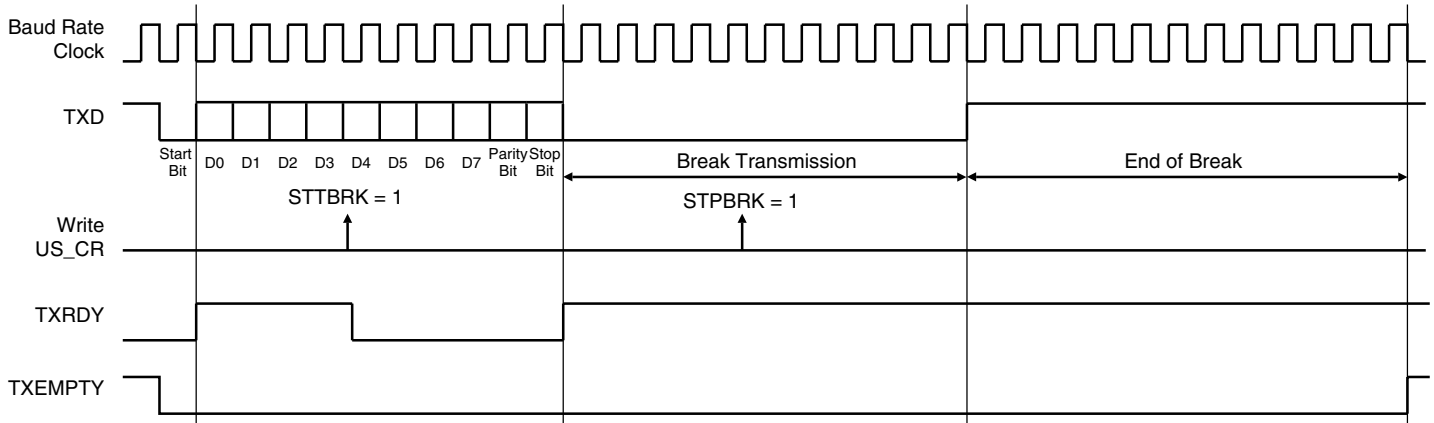 Baud Rate
Clock
TXD
Start
Bit
D0 D1 D2 D3 D4 D5 D6 D7
Parity
Bit
Stop
Bit
Break Transmission
End of Break
STTBRK = 1
STPBRK = 1
Write
US_CR
TXRDY
TXEMPTY